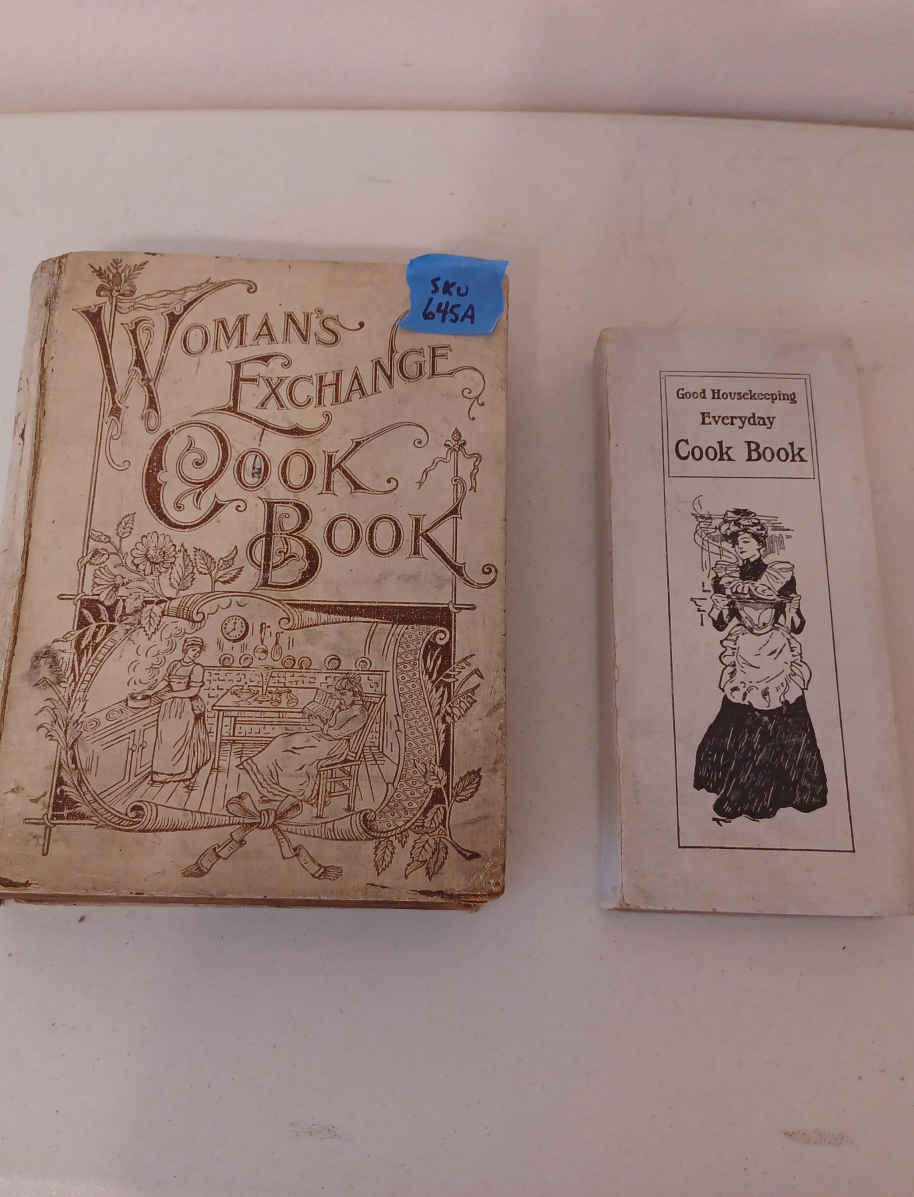 SKU
645A
WOMAN'S
EXCHANGE
COOK
BOOK
Good Housekeeping
Everyday
Cook Book